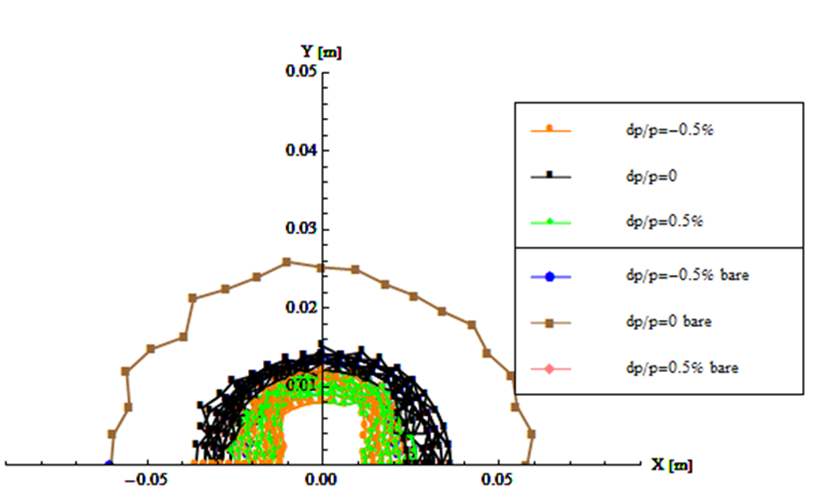 Y [m]
0.05
0.04
0.03
0.02
0.01
−0.05
0.00
0.05
X [m]
dp/p=−0.5%
dp/p=0
dp/p=0.5%
dp/p=−0.5% bare
dp/p=0 bare
dp/p=0.5% bare